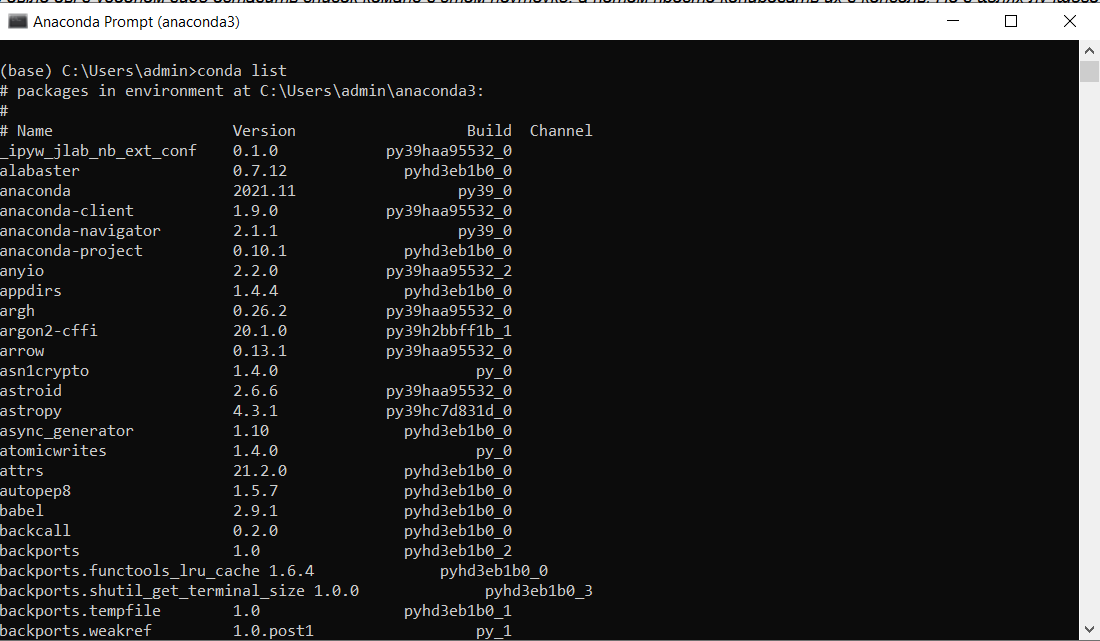 Anaconda Prompt (anaconda3)
(base) C:\Users\admin>conda list
# packages in environment at C:\Users\admin\anaconda3:
#
# Name                    Version                   Build  Channel
_ipyw_jlab_nb_ext_conf    0.1.0            py39haa95532_0
alabaster                 0.7.12             pyhd3eb1b0_0
anaconda                  2021.11                  py39_0
anaconda-client           1.9.0            py39haa95532_0
anaconda-navigator        2.1.1                    py39_0
anaconda-project          0.10.1             pyhd3eb1b0_0
anyio                     2.2.0            py39haa95532_2
appdirs                   1.4.4              pyhd3eb1b0_0
argh                      0.26.2           py39haa95532_0
argon2-cffi               20.1.0           py39h2bbff1b_1
arrow                     0.13.1           py39haa95532_0
asn1crypto                1.4.0                      py_0
astroid                   2.6.6            py39haa95532_0
astropy                   4.3.1            py39hc7d831d_0
async_generator           1.10               pyhd3eb1b0_0
atomicwrites              1.4.0                      py_0
attrs                     21.2.0             pyhd3eb1b0_0
autopep8                  1.5.7              pyhd3eb1b0_0
babel                     2.9.1              pyhd3eb1b0_0
backcall                  0.2.0              pyhd3eb1b0_0
backports                 1.0                pyhd3eb1b0_2
backports.functools_lru_cache 1.6.4              pyhd3eb1b0_0
backports.shutil_get_terminal_size 1.0.0              pyhd3eb1b0_3
backports.tempfile        1.0                pyhd3eb1b0_1
backports.weakref         1.0.post1                  py_1